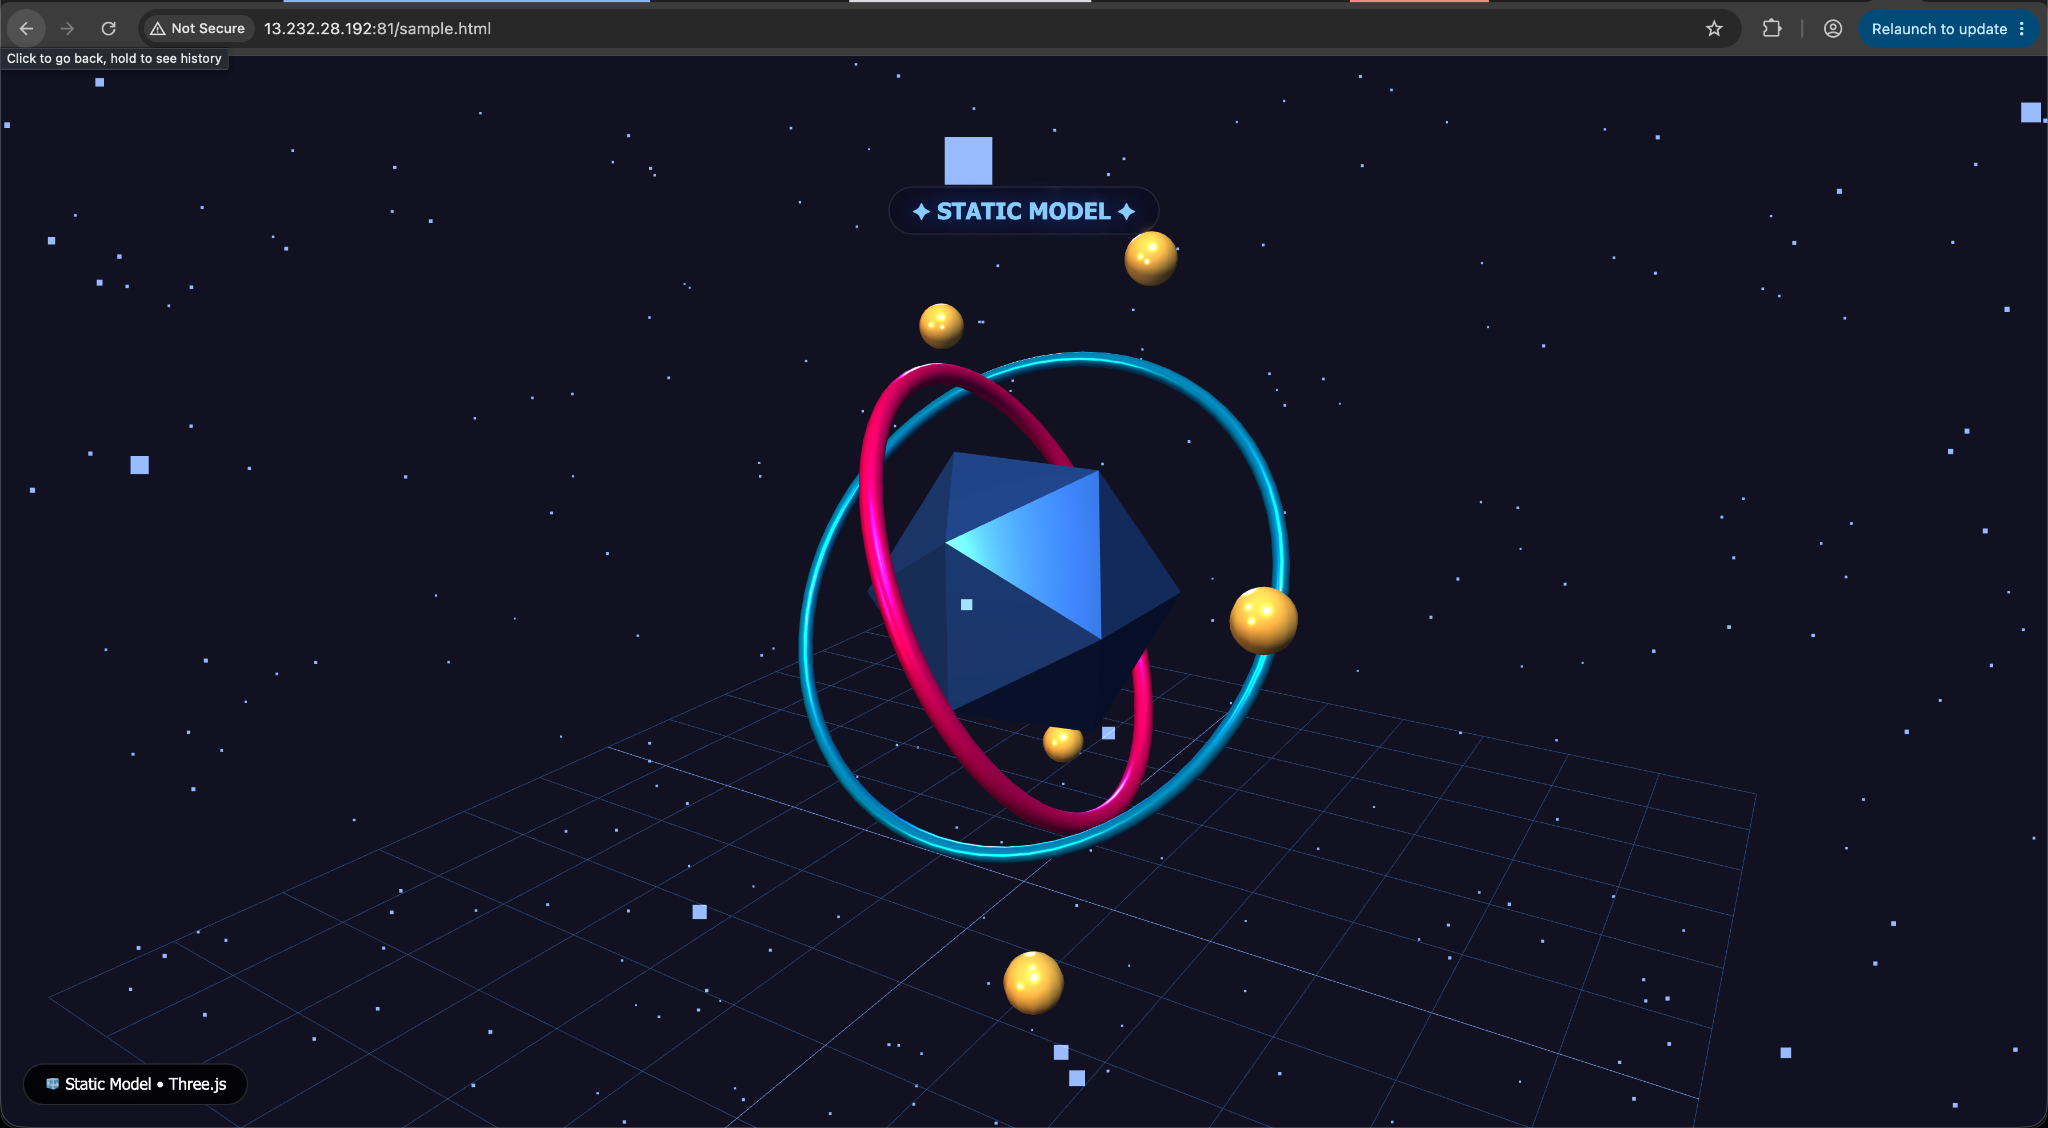 Not Secure
13.232.28.192:81/sample.html
Relaunch to update
Click to go back, hold to see history
✦ STATIC MODEL ✦
Static Model • Three.js